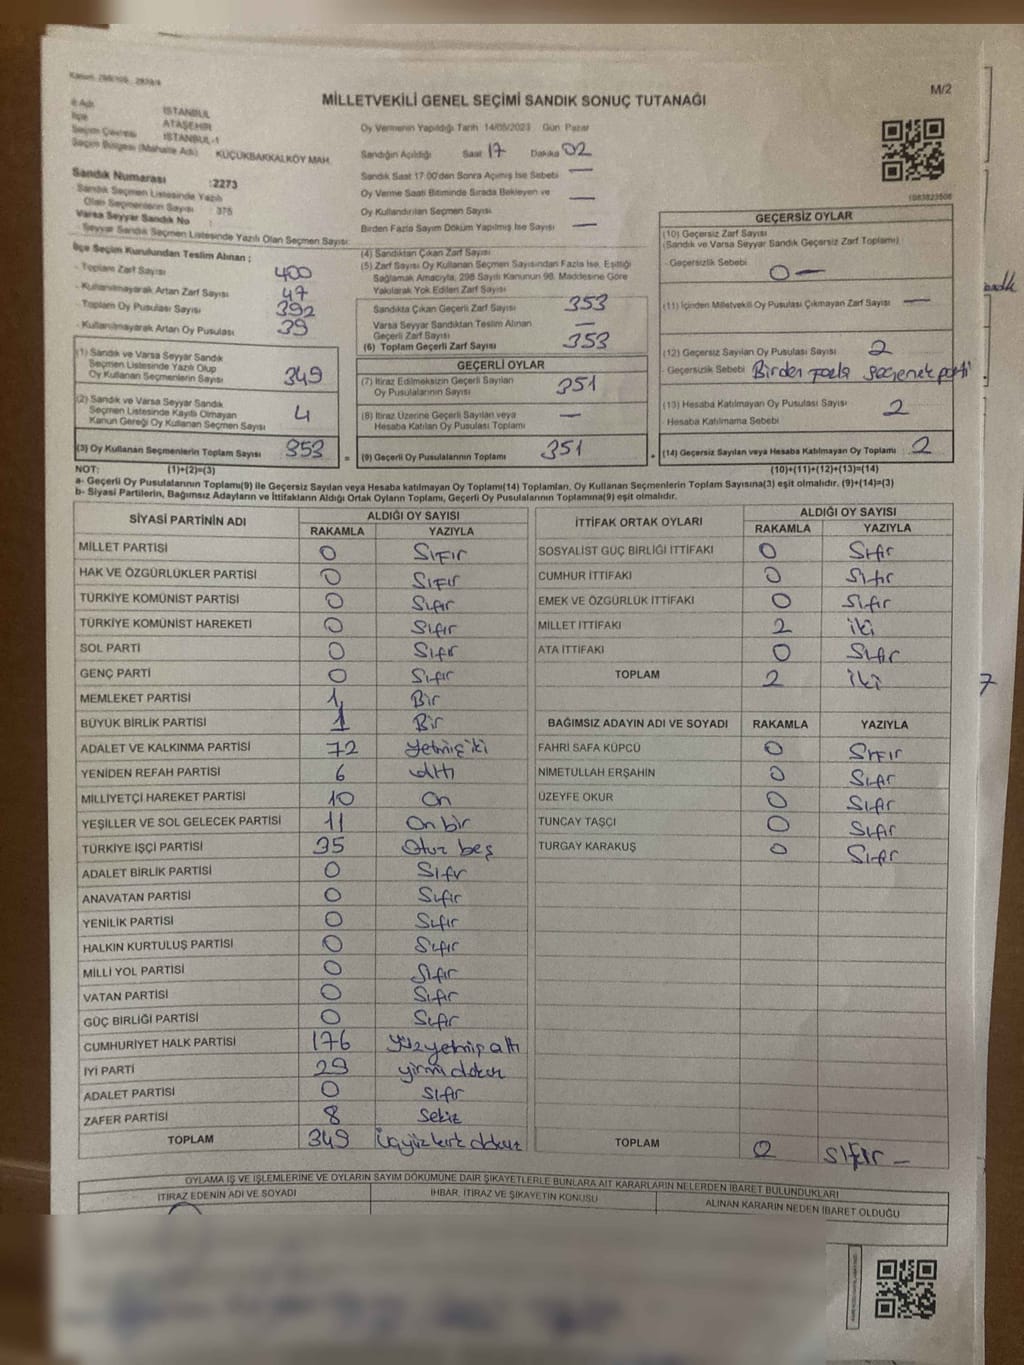 MİLLETVEKİLİ GENEL SEÇİMİ SANDIK SONUÇ TUTANAĞI
M/2
İl Adı İSTANBUL
İlçe ATAŞEHİR
Seçim Çevresi İSTANBUL-1
Seçim Bölgesi (Mahalle Adı) KÜÇÜKBAKKALKÖY MAH.
Sandık Numarası :2273
Sandık Seçmen Listesinde Yazılı
Olan Seçmenlerin Sayısı : 375
Varsa Seyyar Sandık No :
Seyyar Sandık Seçmen Listesinde Yazılı Olan Seçmen Sayısı:
İlçe Seçim Kurulundan Teslim Alınan ;
- Toplam Zarf Sayısı 400
- Kullanılmayarak Artan Zarf Sayısı 47
- Toplam Oy Pusulası Sayısı 392
- Kullanılmayarak Artan Oy Pusulası 39
(1) Sandık ve Varsa Seyyar Sandık
Seçmen Listesinde Yazılı Olup
Oy Kullanan Seçmenlerin Sayısı 349
(2) Sandık ve Varsa Seyyar Sandık
Seçmen Listesinde Kayıtlı Olmayan
Kanun Gereği Oy Kullanan Seçmen Sayısı 4
(3) Oy Kullanan Seçmenlerin Toplam Sayısı 353 =
Oy Vermenin Yapıldığı Tarih 14/05/2023 Gün Pazar
Sandığın Açıldığı Saat 17 Dakika 02
Sandık Saat 17.00'den Sonra Açılmış İse Sebebi —
Oy Verme Saati Bitiminde Sırada Bekleyen ve
Oy Kullandırılan Seçmen Sayısı —
Birden Fazla Sayım Döküm Yapılmış İse Sayısı —
(4) Sandıktan Çıkan Zarf Sayısı
(5) Zarf Sayısı Oy Kullanan Seçmen Sayısından Fazla İse, Eşitliği
Sağlamak Amacıyla, 298 Sayılı Kanunun 98. Maddesine Göre
Yakılarak Yok Edilen Zarf Sayısı
Sandıkta Çıkan Geçerli Zarf Sayısı 353
Varsa Seyyar Sandıktan Teslim Alınan
Geçerli Zarf Sayısı —
(6) Toplam Geçerli Zarf Sayısı 353
GEÇERLİ OYLAR
(7) İtiraz Edilmeksizin Geçerli Sayılan
Oy Pusulalarının Sayısı 351
(8) İtiraz Üzerine Geçerli Sayılan veya
Hesaba Katılan Oy Pusulası Toplamı —
(9) Geçerli Oy Pusulalarının Toplamı 351 +
1083823506
GEÇERSİZ OYLAR
(10) Geçersiz Zarf Sayısı
(Sandık ve Varsa Seyyar Sandık Geçersiz Zarf Toplamı)
- Geçersizlik Sebebi 0 —
(11) İçinden Milletvekili Oy Pusulası Çıkmayan Zarf Sayısı —
(12) Geçersiz Sayılan Oy Pusulası Sayısı 2
- Geçersizlik Sebebi Birden fazla seçenek parti
(13) Hesaba Katılmayan Oy Pusulası Sayısı 2
Hesaba Katılmama Sebebi
(14) Geçersiz Sayılan veya Hesaba Katılmayan Oy Toplamı 2
NOT: (1)+(2)=(3) (10)+(11)+(12)+(13)=(14)
a- Geçerli Oy Pusulalarının Toplamı(9) ile Geçersiz Sayılan veya Hesaba katılmayan Oy Toplamı(14) Toplamları, Oy Kullanan Seçmenlerin Toplam Sayısına(3) eşit olmalıdır. (9)+(14)=(3)
b- Siyasi Partilerin, Bağımsız Adayların ve İttifakların Aldığı Ortak Oyların Toplamı, Geçerli Oy Pusulalarının Toplamına(9) eşit olmalıdır.
SİYASİ PARTİNİN ADI ALDIĞI OY SAYISI
RAKAMLA YAZIYLA
MİLLET PARTİSİ 0 SIFIR
HAK VE ÖZGÜRLÜKLER PARTİSİ 0 SIFIR
TÜRKİYE KOMÜNİST PARTİSİ 0 Sıfır
TÜRKİYE KOMÜNİST HAREKETİ 0 Sıfır
SOL PARTİ 0 Sıfır
GENÇ PARTİ 0 Sıfır
MEMLEKET PARTİSİ 1 Bir
BÜYÜK BİRLİK PARTİSİ 1 Bir
ADALET VE KALKINMA PARTİSİ 72 Yetmiş iki
YENİDEN REFAH PARTİSİ 6 altı
MİLLİYETÇİ HAREKET PARTİSİ 10 On
YEŞİLLER VE SOL GELECEK PARTİSİ 11 On bir
TÜRKİYE İŞÇİ PARTİSİ 35 Otuz beş
ADALET BİRLİK PARTİSİ 0 Sıfır
ANAVATAN PARTİSİ 0 Sıfır
YENİLİK PARTİSİ 0 Sıfır
HALKIN KURTULUŞ PARTİSİ 0 Sıfır
MİLLİ YOL PARTİSİ 0 Sıfır
VATAN PARTİSİ 0 Sıfır
GÜÇ BİRLİĞİ PARTİSİ 0 Sıfır
CUMHURİYET HALK PARTİSİ 176 Yüz yetmiş altı
İYİ PARTİ 29 yirmi dokuz
ADALET PARTİSİ 0 Sıfır
ZAFER PARTİSİ 8 Sekiz
TOPLAM 349 Üçyüz kırk dokuz
İTTİFAK ORTAK OYLARI ALDIĞI OY SAYISI
RAKAMLA YAZIYLA
SOSYALİST GÜÇ BİRLİĞİ İTTİFAKI 0 Sıfır
CUMHUR İTTİFAKI 0 Sıfır
EMEK VE ÖZGÜRLÜK İTTİFAKI 0 Sıfır
MİLLET İTTİFAKI 2 iki
ATA İTTİFAKI 0 Sıfır
TOPLAM 2 iki
BAĞIMSIZ ADAYIN ADI VE SOYADI RAKAMLA YAZIYLA
FAHRİ SAFA KÜPCÜ 0 SIFIR
NİMETULLAH ERŞAHİN 0 Sıfır
ÜZEYFE OKUR 0 Sıfır
TUNCAY TAŞÇI 0 Sıfır
TURGAY KARAKUŞ 0 Sıfır
TOPLAM 0 SIFIR —
OYLAMA İŞ VE İŞLEMLERİNE VE OYLARIN SAYIM DÖKÜMÜNE DAİR ŞİKAYETLERLE BUNLARA AİT KARARLARIN NELERDEN İBARET BULUNDUKLARI
İTİRAZ EDENİN ADI VE SOYADI İHBAR, İTİRAZ VE ŞİKAYETİN KONUSU ALINAN KARARIN NEDEN İBARET OLDUĞU